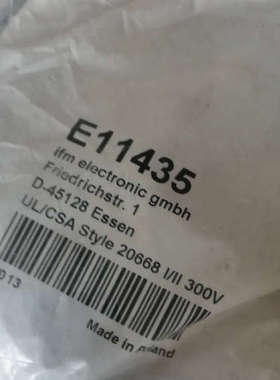 E11435
ifm electronic gmbh
Friedrichstr. 1
D-45128 Essen
UL/CSA Style 20668 I/II 300V
Made in